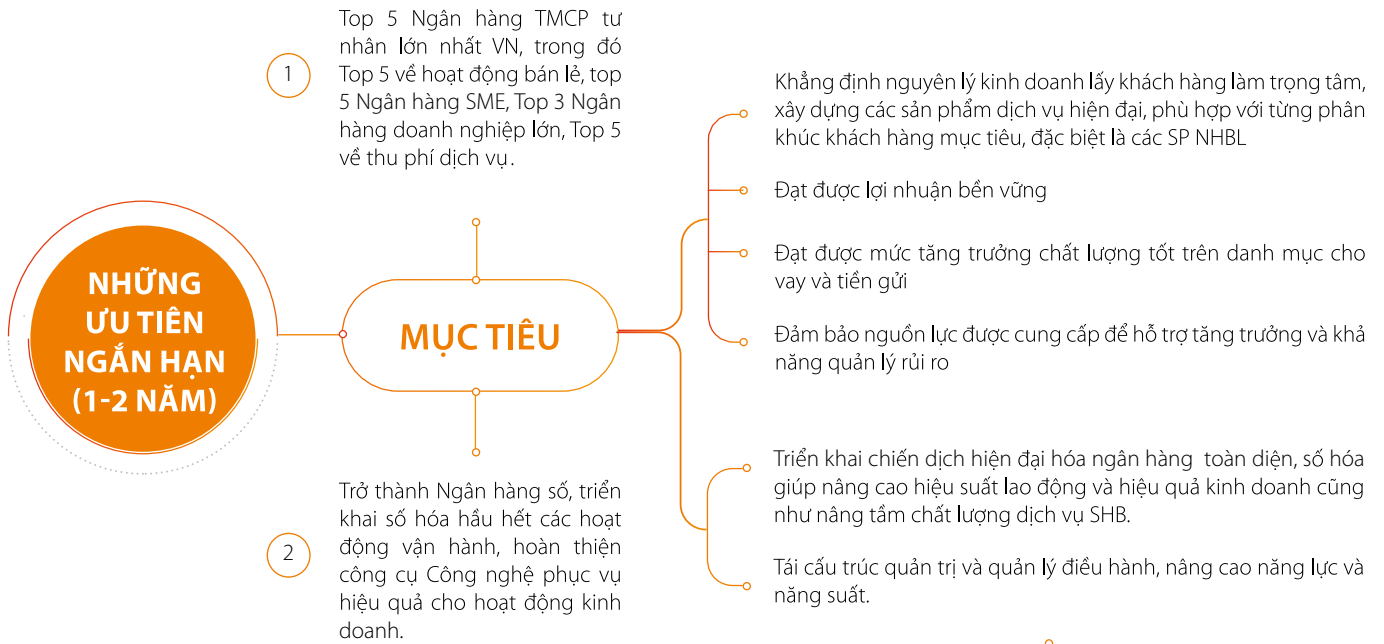 1
Top 5 Ngân hàng TMCP tư
nhân lớn nhất VN, trong đó
Top 5 về hoạt động bán lẻ, top
5 Ngân hàng SME, Top 3 Ngân
hàng doanh nghiệp lớn, Top 5
về thu phí dịch vụ.
NHỮNG
ƯU TIÊN
NGẮN HẠN
(1-2 NĂM)
MỤC TIÊU
2
Trở thành Ngân hàng số, triển
khai số hóa hầu hết các hoạt
động vận hành, hoàn thiện
công cụ Công nghệ phục vụ
hiệu quả cho hoạt động kinh
doanh.
Khẳng định nguyên lý kinh doanh lấy khách hàng làm trọng tâm,
xây dựng các sản phẩm dịch vụ hiện đại, phù hợp với từng phân
khúc khách hàng mục tiêu, đặc biệt là các SP NHBL
Đạt được lợi nhuận bền vững
Đạt được mức tăng trưởng chất lượng tốt trên danh mục cho
vay và tiền gửi
Đảm bảo nguồn lực được cung cấp để hỗ trợ tăng trưởng và khả
năng quản lý rủi ro
Triển khai chiến dịch hiện đại hóa ngân hàng toàn diện, số hóa
giúp nâng cao hiệu suất lao động và hiệu quả kinh doanh cũng
như nâng tầm chất lượng dịch vụ SHB.
Tái cấu trúc quản trị và quản lý điều hành, nâng cao năng lực và
năng suất.